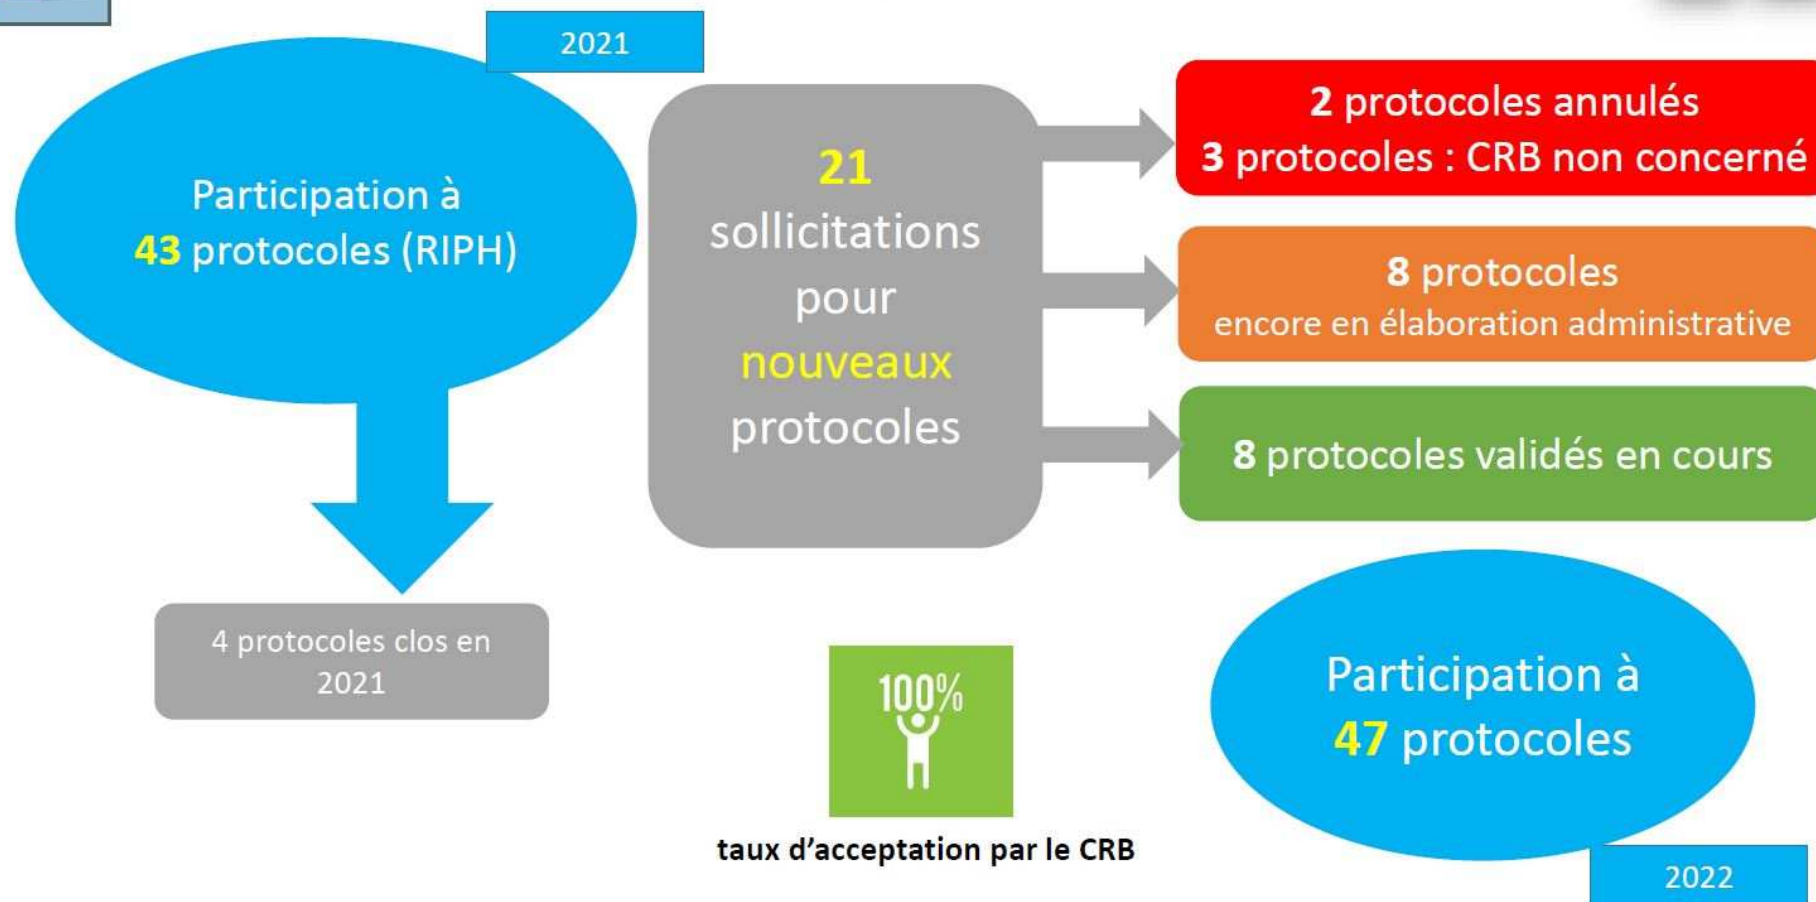 2021
Participation à
43 protocoles (RIPH)
4 protocoles clos en
2021
21
sollicitations
pour
nouveaux
protocoles
2 protocoles annulés
3 protocoles : CRB non concerné
8 protocoles
encore en élaboration administrative
8 protocoles validés en cours
100%
taux d’acceptation par le CRB
Participation à
47 protocoles
2022